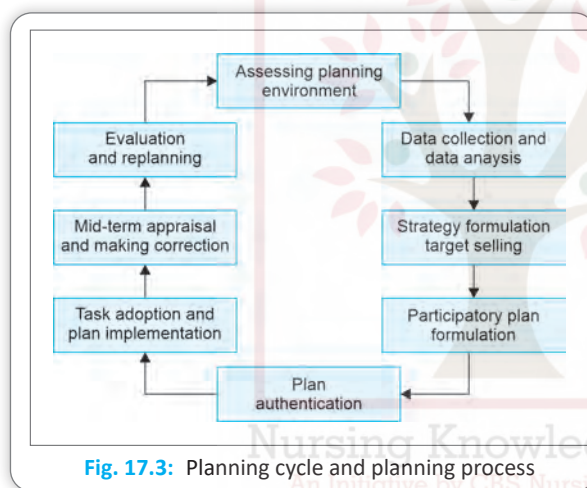 Assessing planning
environment
Data collection and
data anaysis
Strategy formulation
target selling
Participatory plan
formulation
Plan
authentication
Task adoption and
plan implementation
Mid-term appraisal
and making correction
Evaluation
and replanning
Nursing Knowle
Fig. 17.3: Planning cycle and planning process
An Initiative by CBS Nurs